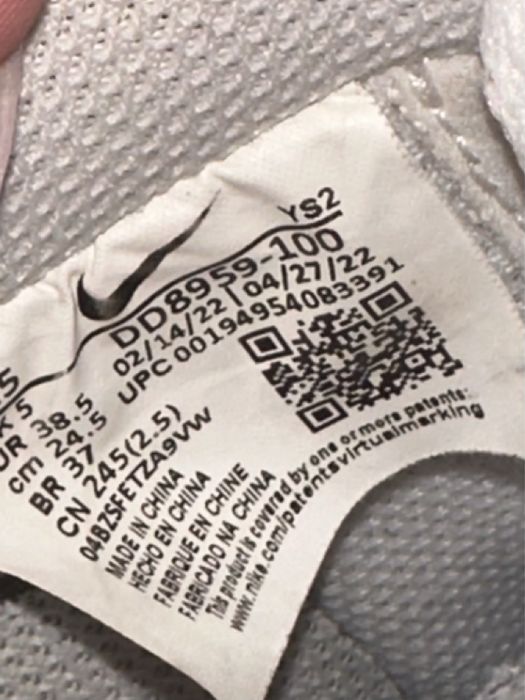 YS2
DD8959-100
02/14/22 04/27/22
UPC 00194954083391
5
UR 38.5
cm 24.5
BR 37
CN 245(2.5)
04BZSFETZA9VW
MADE IN CHINA
HECHO EN CHINA
FABRIQUE EN CHINE
FABRICADO NA CHINA
This product is covered by one or more patents:
www.nike.com/patentsvirtualmarking